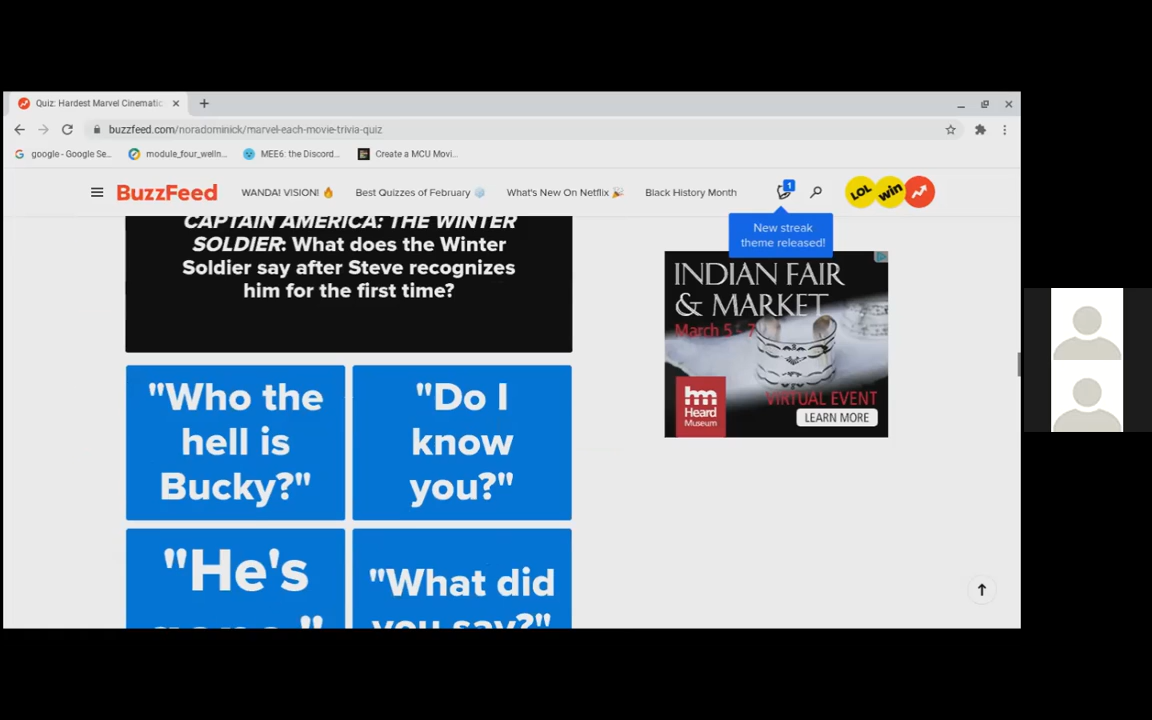 Quiz: Hardest Marvel Cinematic
buzzfeed.com/noradominick/marvel-each-movie-trivia-quiz
google - Google Se...
module_four_welln...
MEE6: the Discord...
Create a MCU Movi...
BuzzFeed
WANDA! VISION! 🔥
Best Quizzes of February
What's New On Netflix 🎉
Black History Month
1
LOL
win
New streak
theme released!
CAPTAIN AMERICA: THE WINTER
SOLDIER: What does the Winter
Soldier say after Steve recognizes
him for the first time?
"Who the
hell is
Bucky?"
"Do I
know
you?"
"He's
gone."
"What did
you say?"
INDIAN FAIR
& MARKET
March 5 - 7
hm
Heard
Museum
VIRTUAL EVENT
LEARN MORE